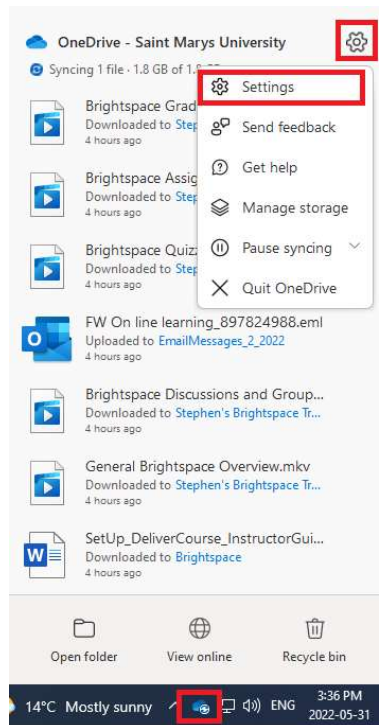 OneDrive - Saint Marys University
Syncing 1 file · 1.8 GB of 1.8
Settings
Send feedback
Get help
Manage storage
Pause syncing
Quit OneDrive
Brightspace Grad
Downloaded to Step
4 hours ago
Brightspace Assig
Downloaded to Step
4 hours ago
Brightspace Quiz
Downloaded to Step
4 hours ago
FW On line learning_897824988.eml
Uploaded to EmailMessages_2_2022
4 hours ago
Brightspace Discussions and Group...
Downloaded to Stephen's Brightspace Tr...
4 hours ago
General Brightspace Overview.mkv
Downloaded to Stephen's Brightspace Tr...
4 hours ago
SetUp_DeliverCourse_InstructorGui...
Downloaded to Brightspace
4 hours ago
Open folder
View online
Recycle bin
14°C Mostly sunny
ENG
3:36 PM
2022-05-31